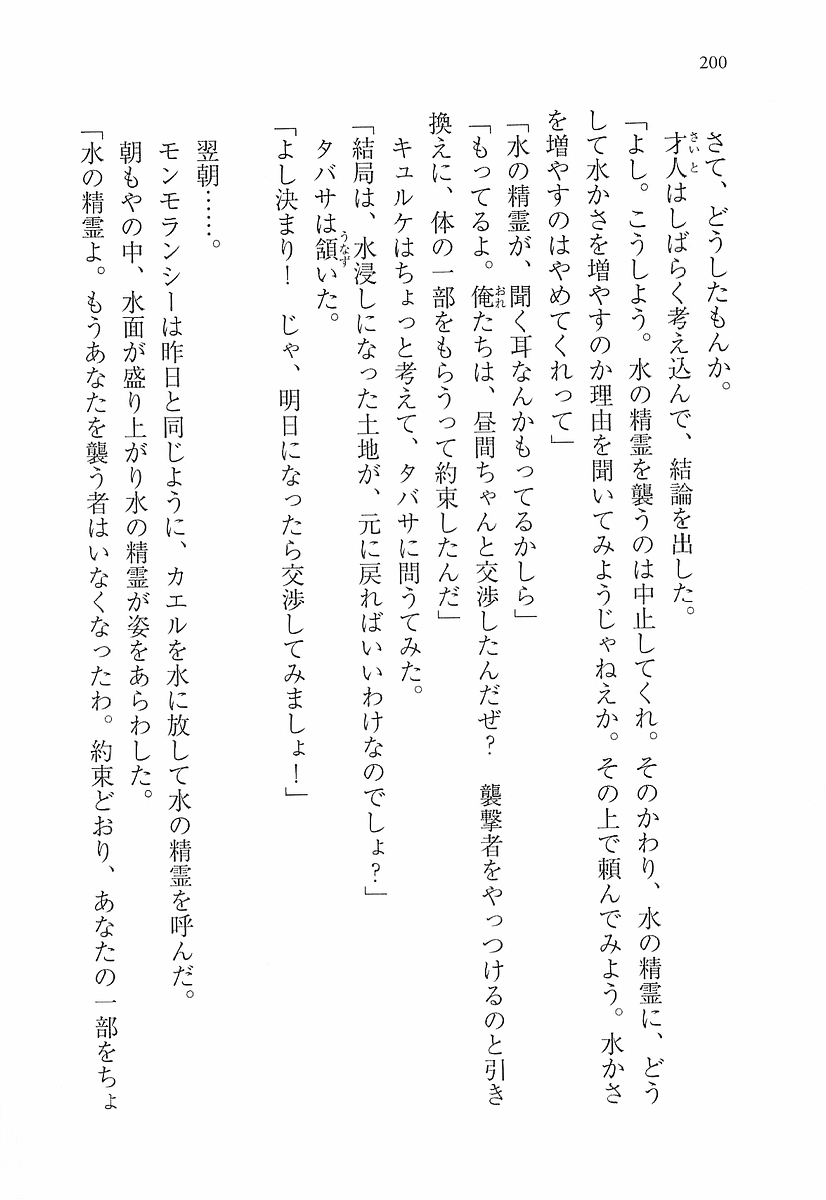 200
さて、どうしたもんか。
才人はしばらく考え込んで、結論を出した。
「よし。こうしよう。水の精霊を襲うのは中止してくれ。そのかわり、水の精霊に、どう
して水かさを増やすのか理由を聞いてみようじゃねえか。その上で頼んでみよう。水かさ
を増やすのはやめてくれって」
「水の精霊が、聞く耳なんかもってるかしら」
「もってるよ。俺たちは、昼間ちゃんと交渉したんだぜ？　襲撃者をやっつけるのと引き
換えに、体の一部をもらうって約束したんだ」
キュルケはちょっと考えて、タバサに問うてみた。
「結局は、水浸しになった土地が、元に戻ればいいわけなのでしょ？」
タバサは頷いた。
「よし決まり！　じゃ、明日になったら交渉してみましょ！」
翌朝……。
モンモランシーは昨日と同じように、カエルを水に放して水の精霊を呼んだ。
朝もやの中、水面が盛り上がり水の精霊が姿をあらわした。
「水の精霊よ。もうあなたを襲う者はいなくなったわ。約束どおり、あなたの一部をちょ